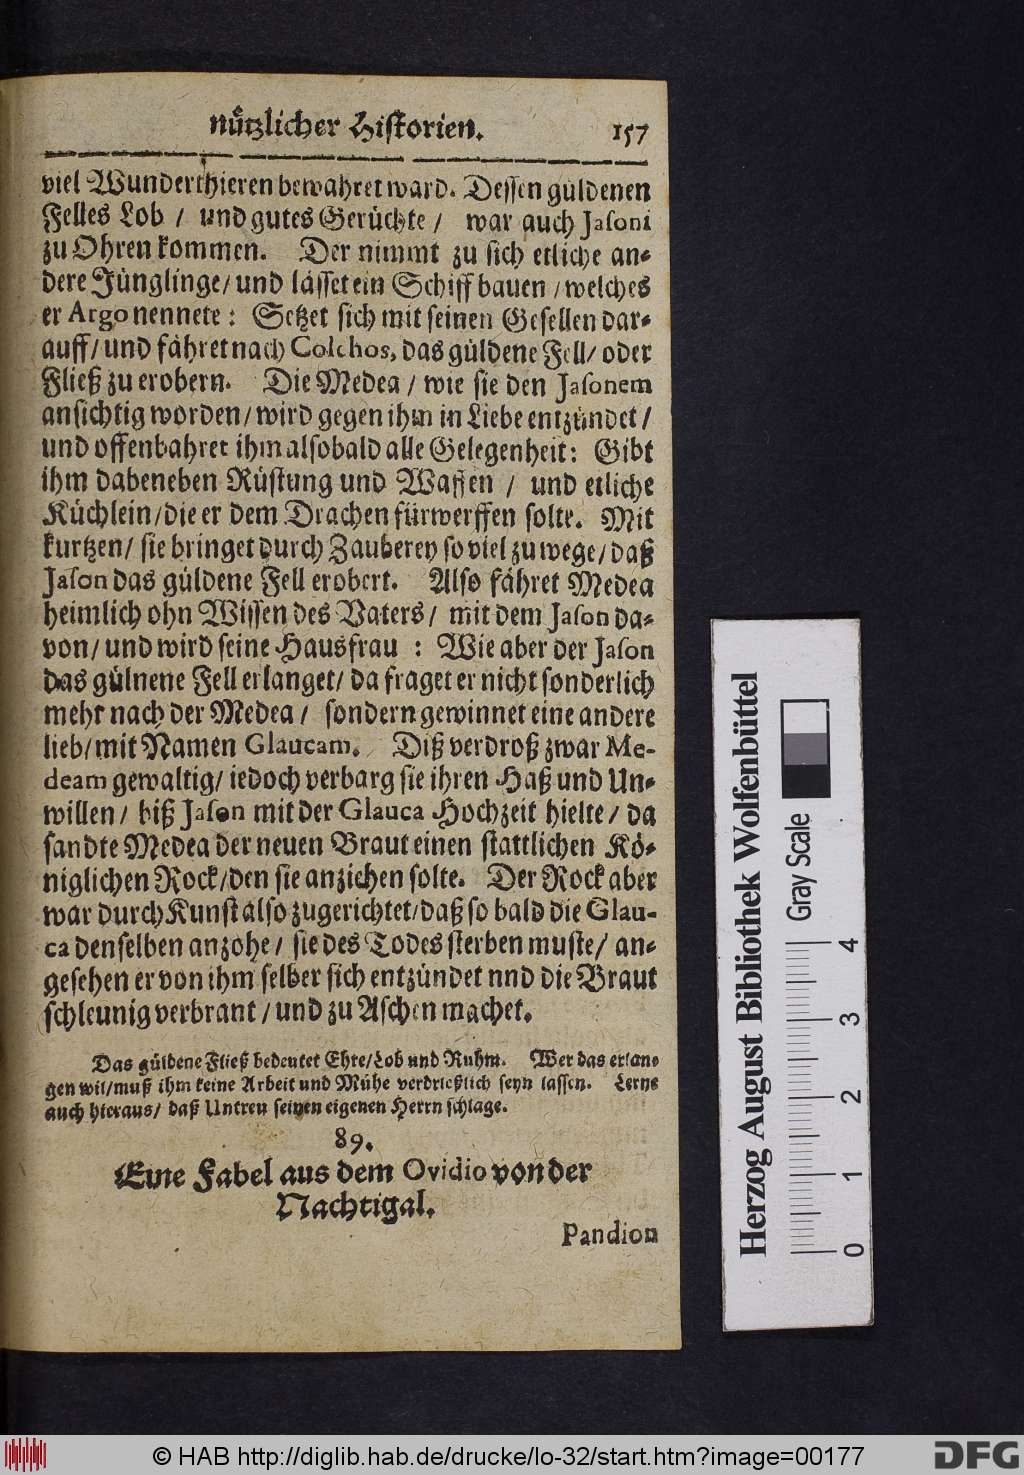 nützlicher Historien. 157
viel Wunderthieren bewahret ward. Dessen güldenen
Felles Lob / und gutes Gerüchte / war auch Jasoni
zu Ohren kommen. Der nimmt zu sich etliche an-
dere Jünglinge / und lässet ein Schiff bauen / welches
er Argo nennete: Setzet sich mit seinen Gesellen dar-
auff / und fähret nach Colchos, das güldene Fell / oder
Fließ zu erobern. Die Medea / wie sie den Jasonem
ansichtig worden / wird gegen ihm in Liebe entzündet /
und offenbahret ihm alsobald alle Gelegenheit: Gibt
ihm dabeneben Rüstung und Waffen / und etliche
Küchlein / die er dem Drachen fürwerffen solte. Mit
kurtzen / sie bringet durch Zauberey so viel zu wege / daß
Jason das güldene Fell erobert. Also fähret Medea
heimlich ohn Wissen des Vaters / mit dem Jason da-
von / und wird seine Hausfrau : Wie aber der Jason
das gülnene Fell erlanget / da fraget er nicht sonderlich
mehr nach der Medea / sondern gewinnet eine andere
lieb / mit Namen Glaucam. Diß verdroß zwar Me-
deam gewaltig / iedoch verbarg sie ihren Haß und Un-
willen / biß Jason mit der Glauca Hochzeit hielte / da
sandte Medea der neuen Braut einen stattlichen Kö-
niglichen Rock / den sie anziehen solte. Der Rock aber
war durch Kunst also zugerichtet / daß so bald die Glau-
ca denselben anzohe / sie des Todes sterben muste / an-
gesehen er von ihm selber sich entzündet nnd die Braut
schleunig verbrant / und zu Aschen machet.
Das güldene Fließ bedeutet Ehre / Lob und Ruhm. Wer das erlan-
gen wil / muß ihm keine Arbeit und Mühe verdrießlich seyn lassen. Lerne
auch hieraus / daß Untreu seinen eigenen Herrn schlage.
89.
Eine Fabel aus dem Ovidio von der
Nachtigal.
Pandion
Herzog August Bibliothek Wolfenbüttel
Gray Scale
0 1 2 3 4
© HAB http://diglib.hab.de/drucke/lo-32/start.htm?image=00177
DFG